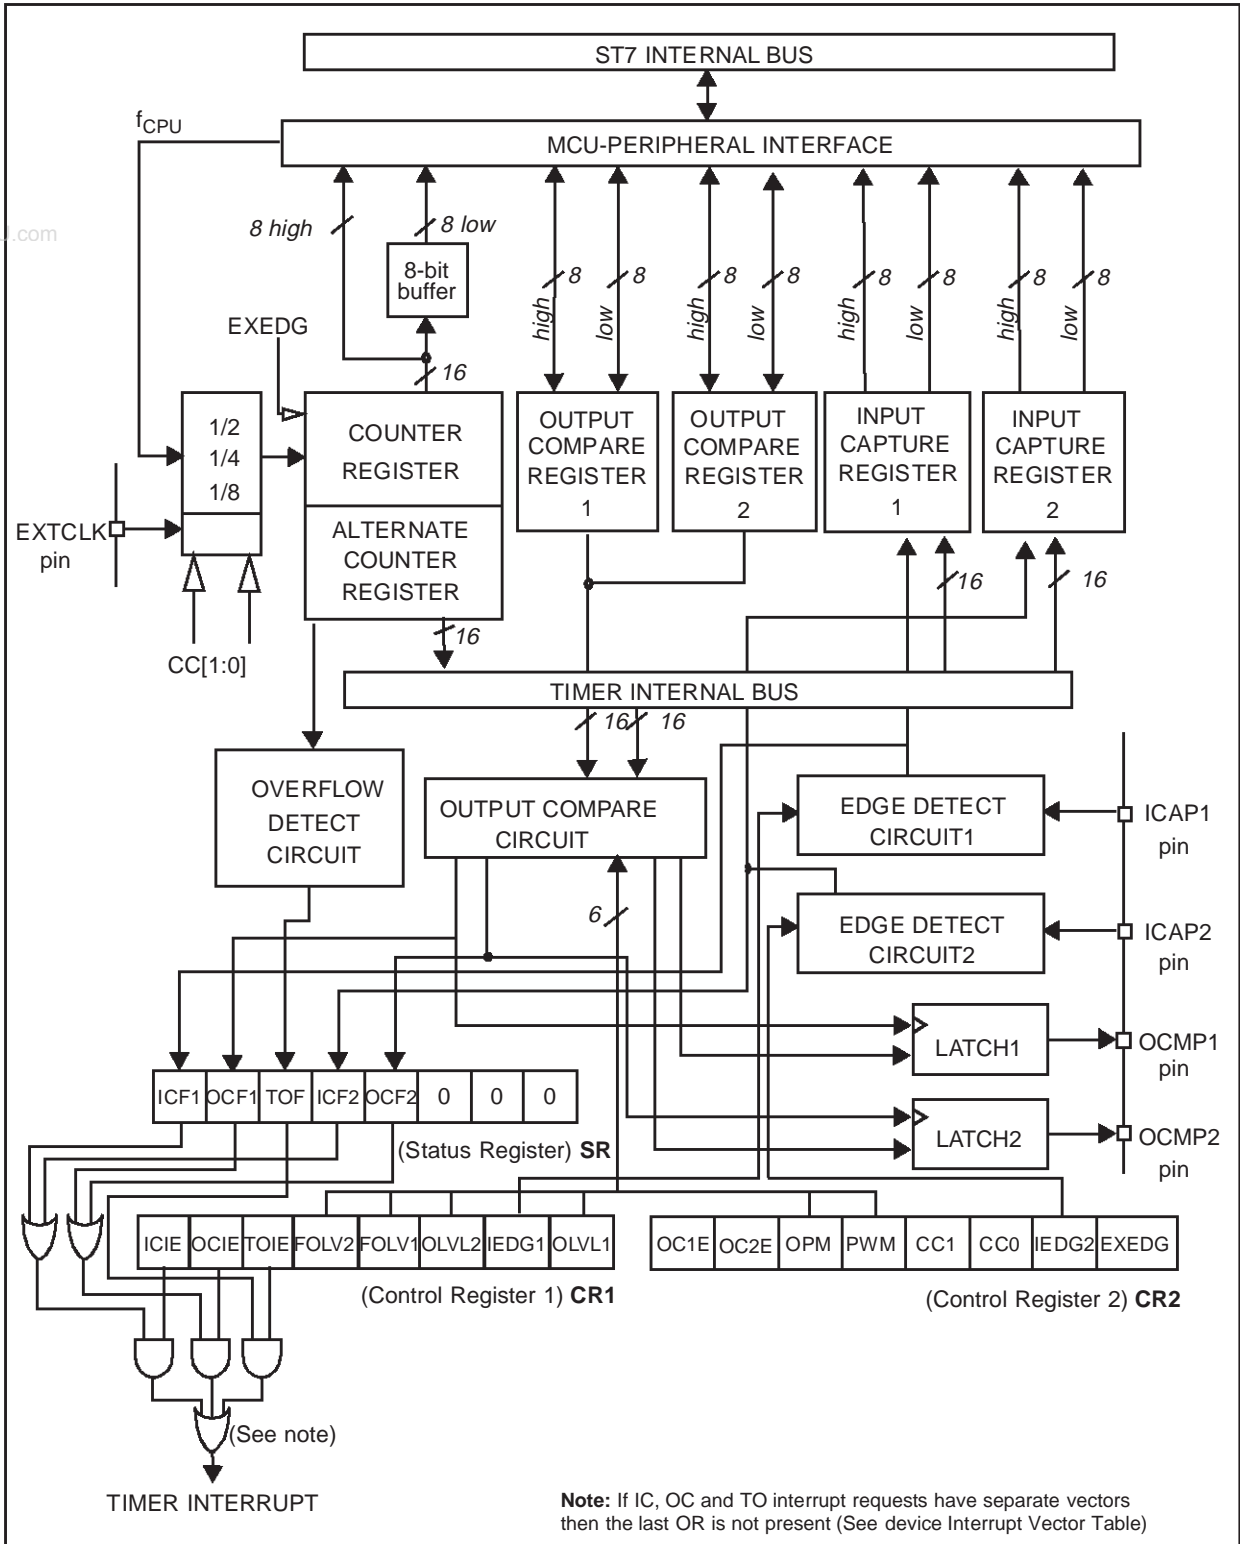 ST7 INTERNAL BUS
fCPU
MCU-PERIPHERAL INTERFACE
J.com
8 high
8 low
8-bit
buffer
8
8
8
8
8
8
8
8
high
low
high
low
high
low
high
low
EXEDG
16
1/2
1/4
1/8
COUNTER
REGISTER
ALTERNATE
COUNTER
REGISTER
OUTPUT
COMPARE
REGISTER
1
OUTPUT
COMPARE
REGISTER
2
INPUT
CAPTURE
REGISTER
1
INPUT
CAPTURE
REGISTER
2
EXTCLK
pin
16
16
16
CC[1:0]
TIMER INTERNAL BUS
16
16
OVERFLOW
DETECT
CIRCUIT
OUTPUT COMPARE
CIRCUIT
EDGE DETECT
CIRCUIT1
ICAP1
pin
6
EDGE DETECT
CIRCUIT2
ICAP2
pin
LATCH1
OCMP1
pin
LATCH2
OCMP2
pin
ICF1 OCF1 TOF ICF2 OCF2 0 0 0
(Status Register) SR
ICIE OCIE TOIE FOLV2 FOLV1 OLVL2 IEDG1 OLVL1
(Control Register 1) CR1
OC1E OC2E OPM PWM CC1 CC0 IEDG2 EXEDG
(Control Register 2) CR2
(See note)
TIMER INTERRUPT
Note: If IC, OC and TO interrupt requests have separate vectors
then the last OR is not present (See device Interrupt Vector Table)